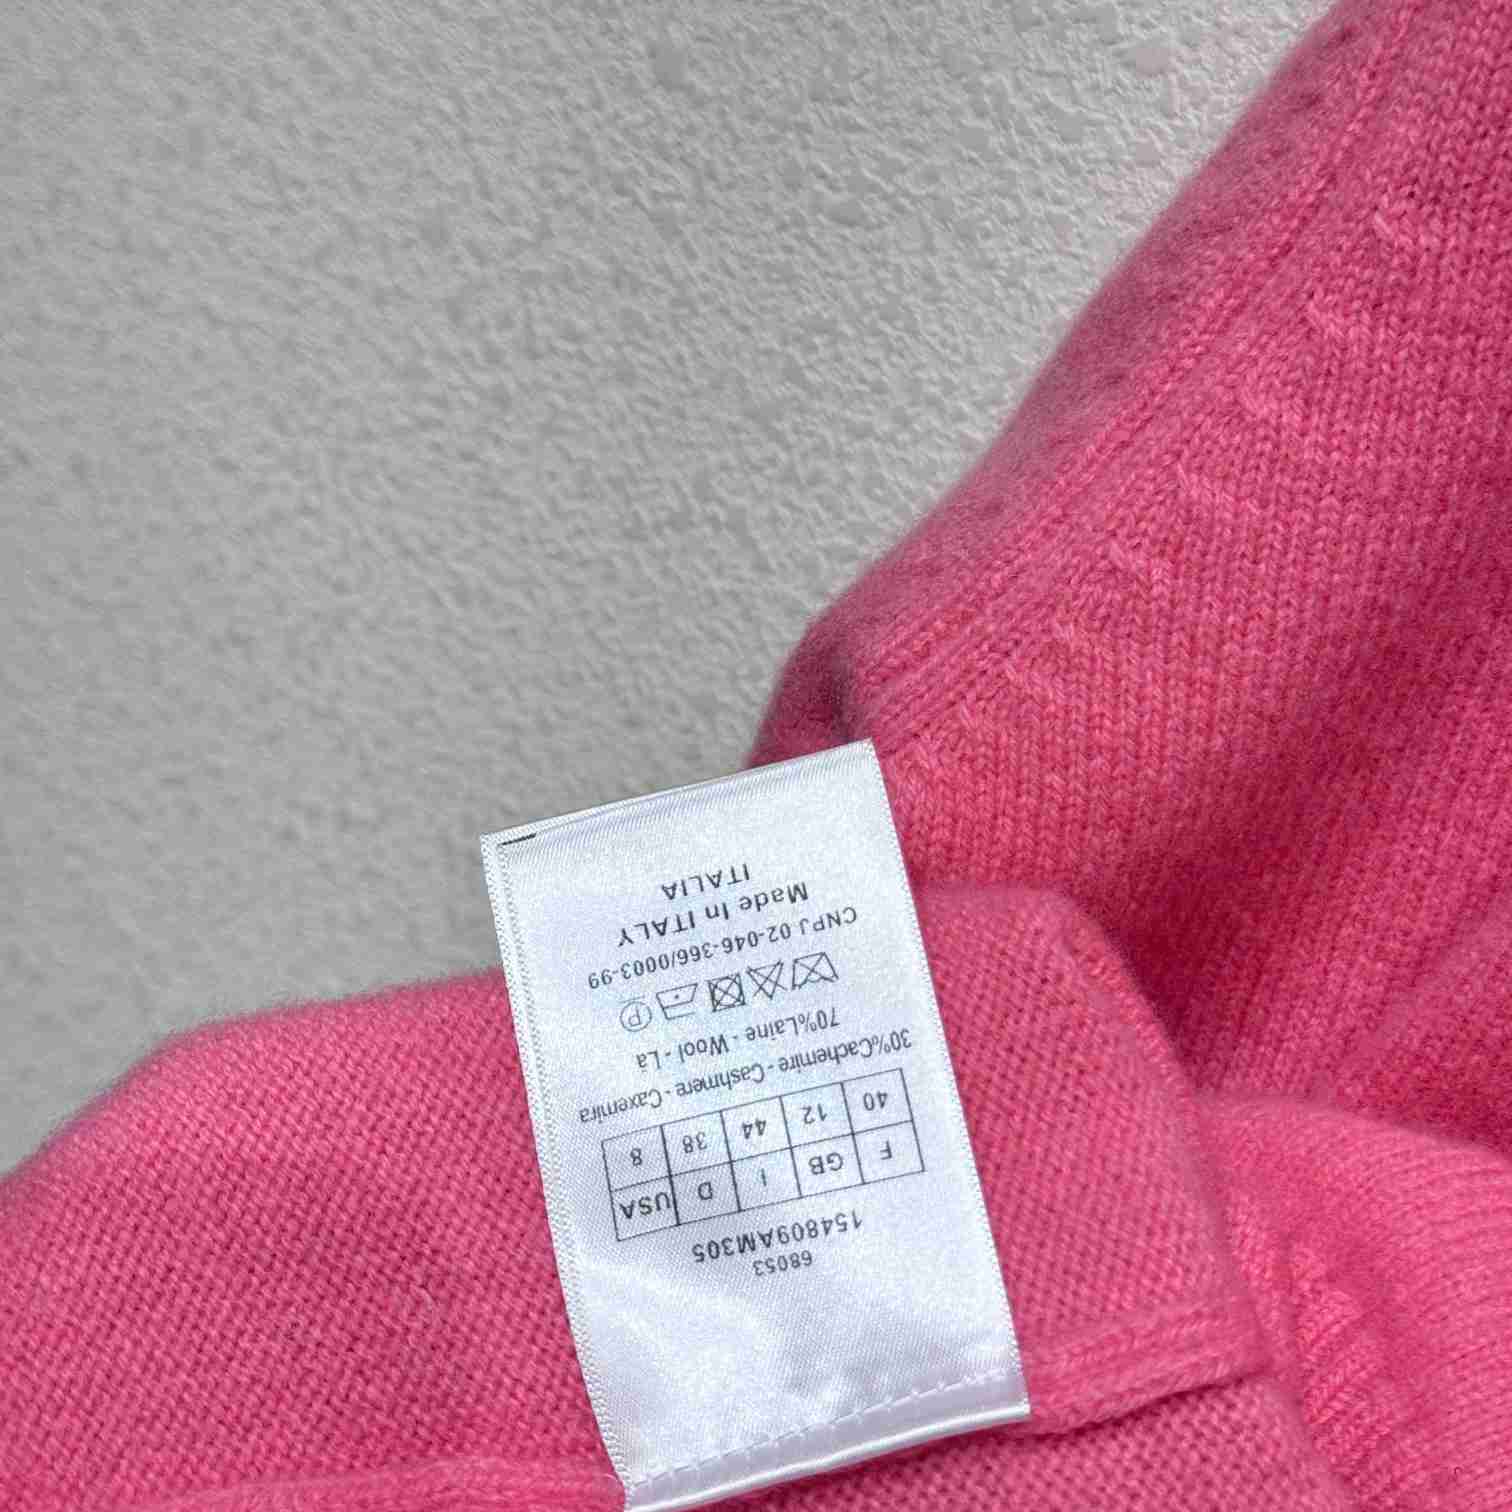 68053
154809AM305
F GB I D USA
40 12 44 38 8
30%Cachemire - Cashmere - Caxemira
70%Laine - Wool - La
P
CNPJ 02-046-366/0003-99
Made In ITALY
ITALIA